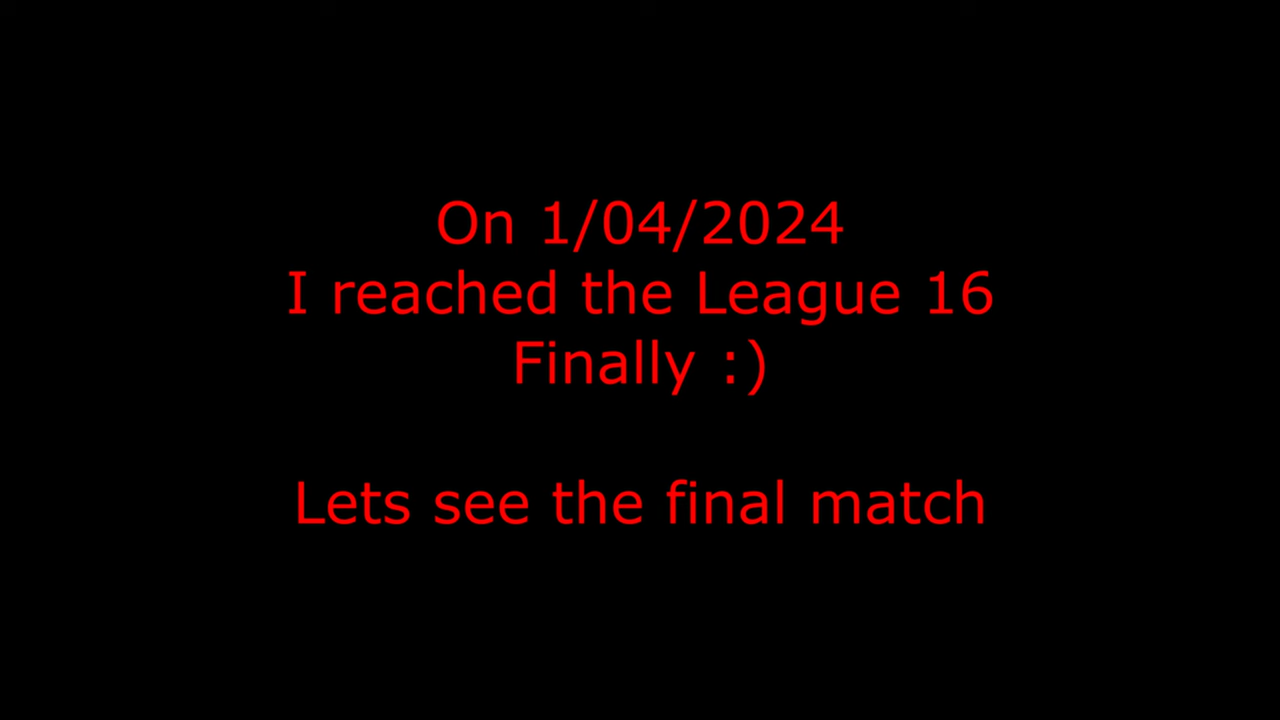 On 1/04/2024
I reached the League 16
Finally :)
Lets see the final match